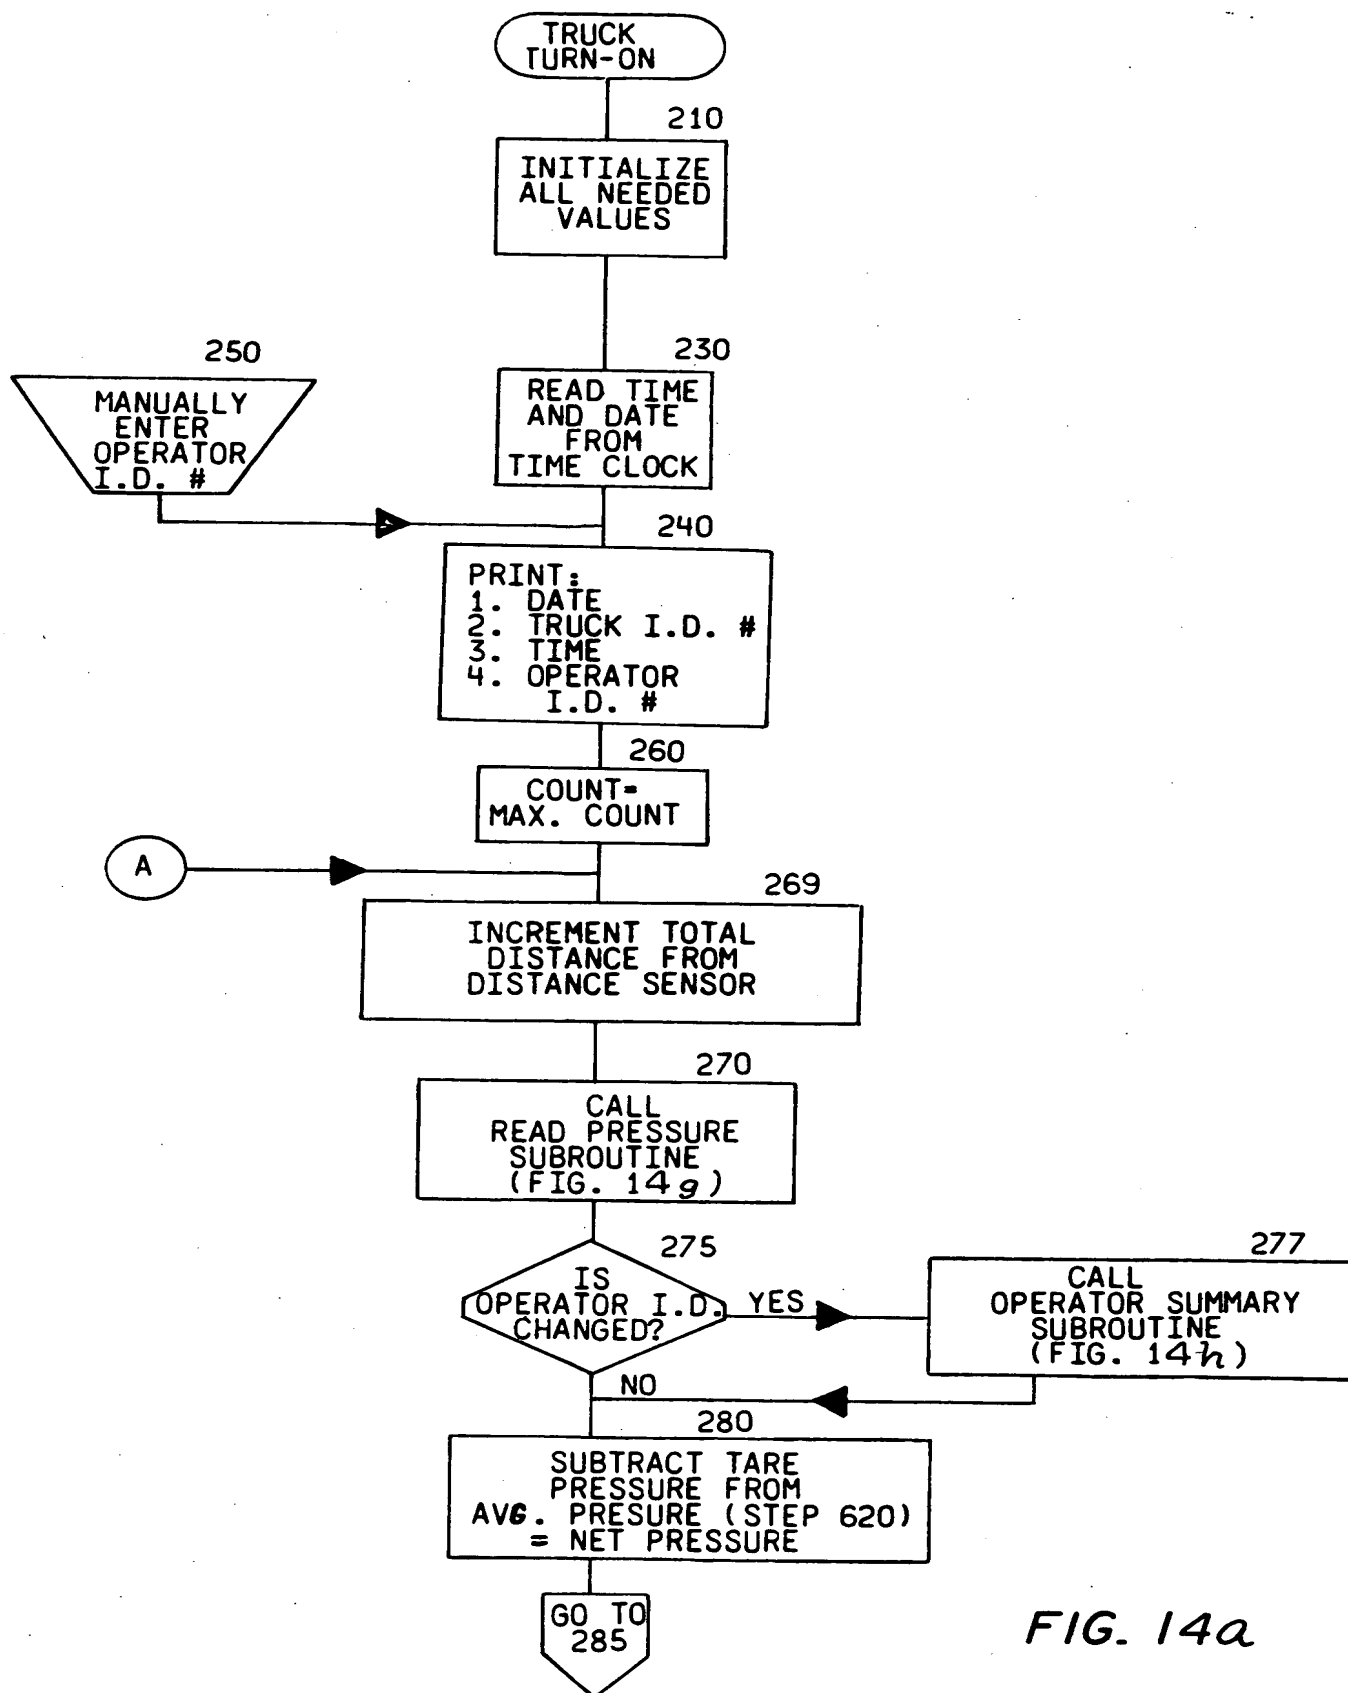 TRUCK
TURN-ON
210
INITIALIZE
ALL NEEDED
VALUES
250
MANUALLY
ENTER
OPERATOR
I.D. #
230
READ TIME
AND DATE
FROM
TIME CLOCK
240
PRINT:
1. DATE
2. TRUCK I.D. #
3. TIME
4. OPERATOR
I.D. #
260
COUNT=
MAX. COUNT
A
269
INCREMENT TOTAL
DISTANCE FROM
DISTANCE SENSOR
270
CALL
READ PRESSURE
SUBROUTINE
(FIG. 14g)
275
IS
OPERATOR I.D.
CHANGED?
YES
277
CALL
OPERATOR SUMMARY
SUBROUTINE
(FIG. 14h)
NO
280
SUBTRACT TARE
PRESSURE FROM
AVG. PRESURE (STEP 620)
= NET PRESSURE
GO TO
285
FIG. 14a